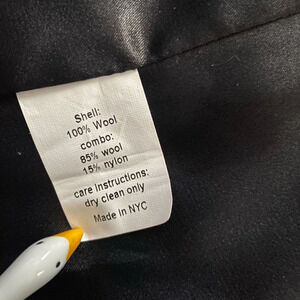 Shell:
100% Wool
combo:
85% wool
15% nylon
care instructions:
dry clean only
Made In NYC